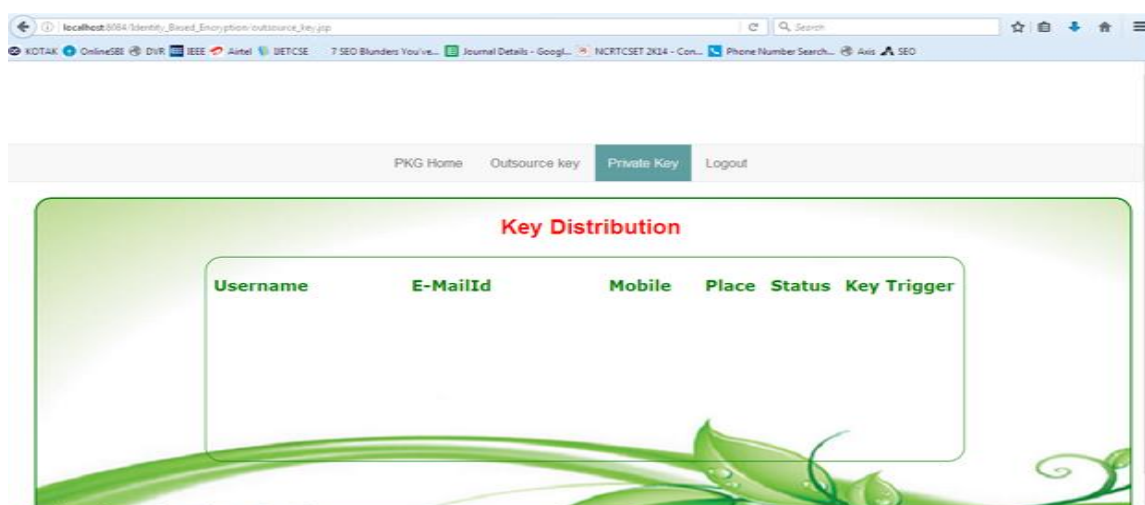 localhost:8084/Identity_Based_Encryption/outsource_key.jsp Search
KOTAK OnlineSBI DVR IEEE Airtel IJETCSE 7 SEO Blunders You've... Journal Details - Googl... NCRTCSET 2K14 - Con... Phone Number Search... Axis SEO
PKG Home Outsource key Private Key Logout
Key Distribution
Username E-MailId Mobile Place Status Key Trigger